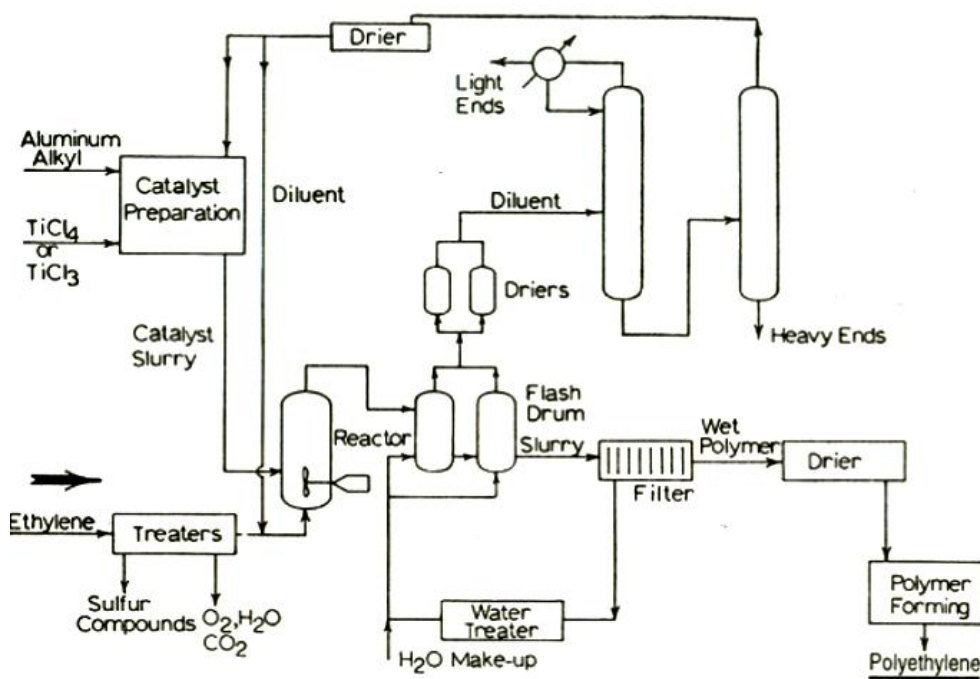 Drier
Light
Ends
Aluminum
Alkyl
Catalyst
Preparation
Diluent
Diluent
TiCl4
or
TiCl3
Driers
Catalyst
Slurry
Heavy Ends
Reactor
Flash
Drum
Slurry
Wet
Polymer
Drier
Filter
Ethylene
Treaters
Sulfur
Compounds
O2,H2O
CO2
Water
Treater
H2O Make-up
Polymer
Forming
Polyethylene